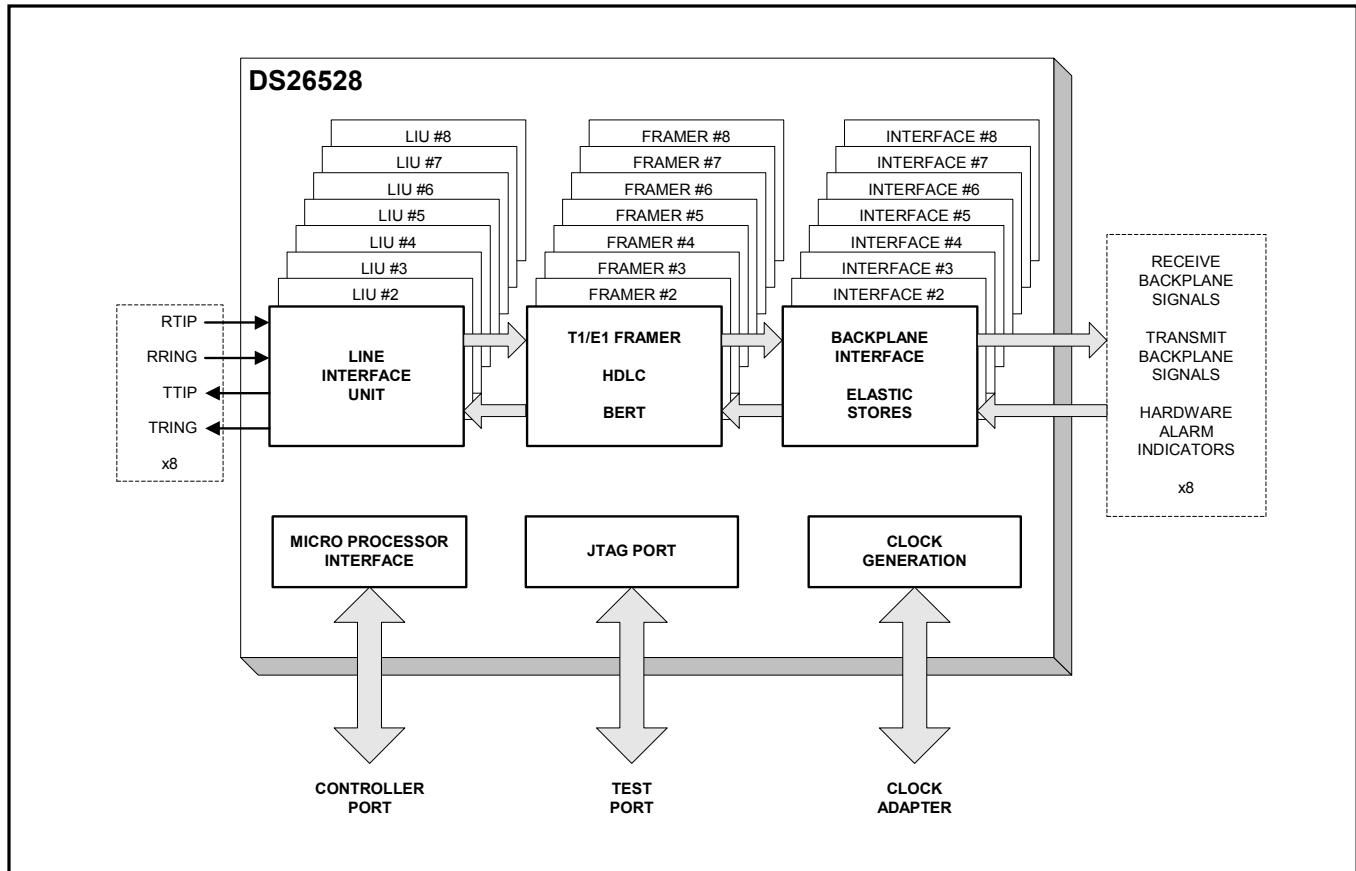 DS26528
LIU #8
LIU #7
LIU #6
LIU #5
LIU #4
LIU #3
LIU #2
LINE
INTERFACE
UNIT
FRAMER #8
FRAMER #7
FRAMER #6
FRAMER #5
FRAMER #4
FRAMER #3
FRAMER #2
T1/E1 FRAMER
HDLC
BERT
INTERFACE #8
INTERFACE #7
INTERFACE #6
INTERFACE #5
INTERFACE #4
INTERFACE #3
INTERFACE #2
BACKPLANE
INTERFACE
ELASTIC
STORES
RTIP
RRING
TTIP
TRING
x8
RECEIVE
BACKPLANE
SIGNALS
TRANSMIT
BACKPLANE
SIGNALS
HARDWARE
ALARM
INDICATORS
x8
MICRO PROCESSOR
INTERFACE
JTAG PORT
CLOCK
GENERATION
CONTROLLER
PORT
TEST
PORT
CLOCK
ADAPTER